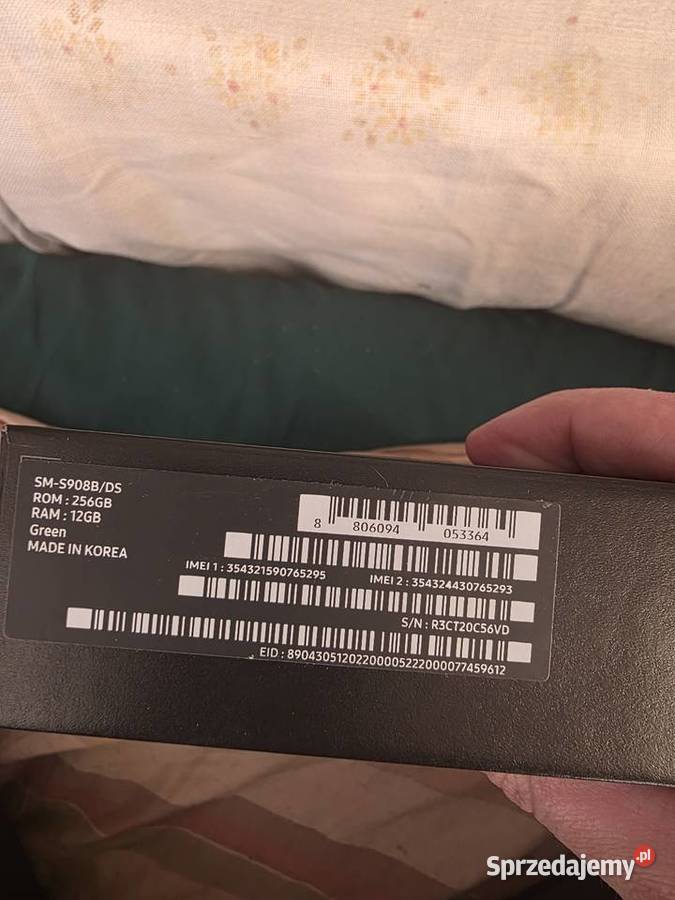 SM-S908B/DS
ROM : 256GB
RAM : 12GB
Green
MADE IN KOREA
8 806094 053364
IMEI 1 : 354321590765295 IMEI 2 : 354324430765293
S/N : R3CT20C56VD
EID : 89043051202200005222000077459612
Sprzedajemy.pl